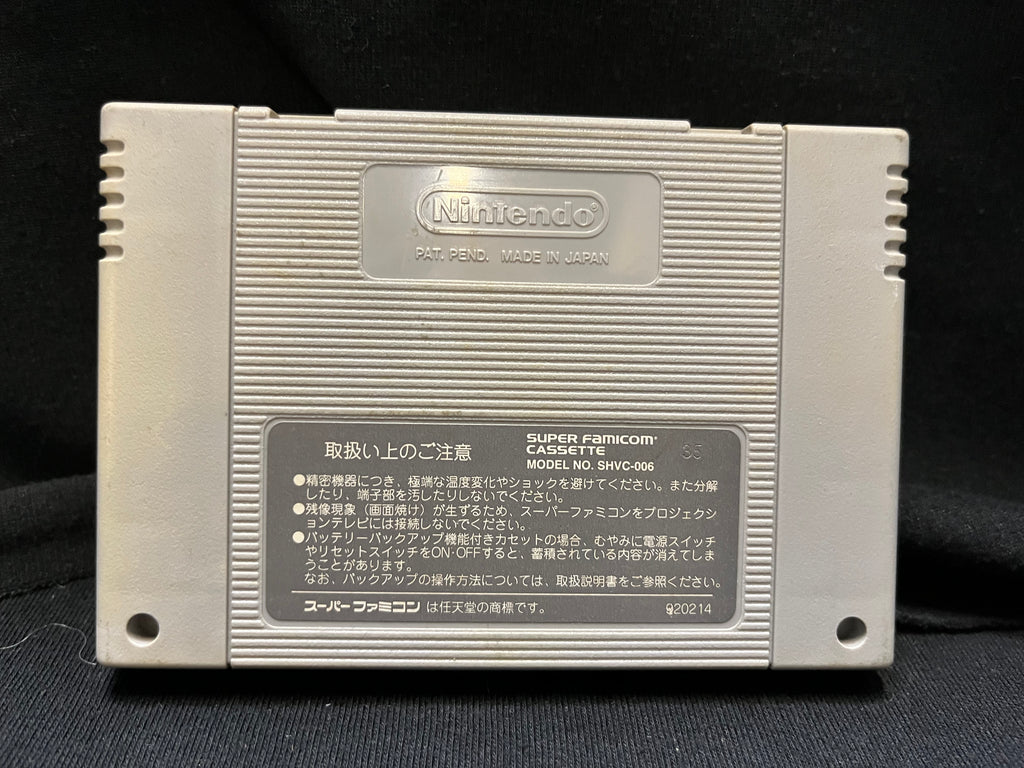 Nintendo®
PAT. PEND. MADE IN JAPAN
取扱い上のご注意
SUPER FAMICOM
CASSETTE
MODEL NO. SHVC-006
●精密機器につき、極端な温度変化やショックを避けてください。また分解
したり、端子部を汚したりしないでください。
●残像現象（画面焼け）が生ずるため、スーパーファミコンをプロジェクシ
ョンテレビには接続しないでください。
●バッテリーバックアップ機能付きカセットの場合、むやみに電源スイッチ
やリセットスイッチをON・OFFすると、蓄積されている内容が消えてしま
うことがあります。
なお、バックアップの操作方法については、取扱説明書をご参照ください。
スーパーファミコンは任天堂の商標です。
920214